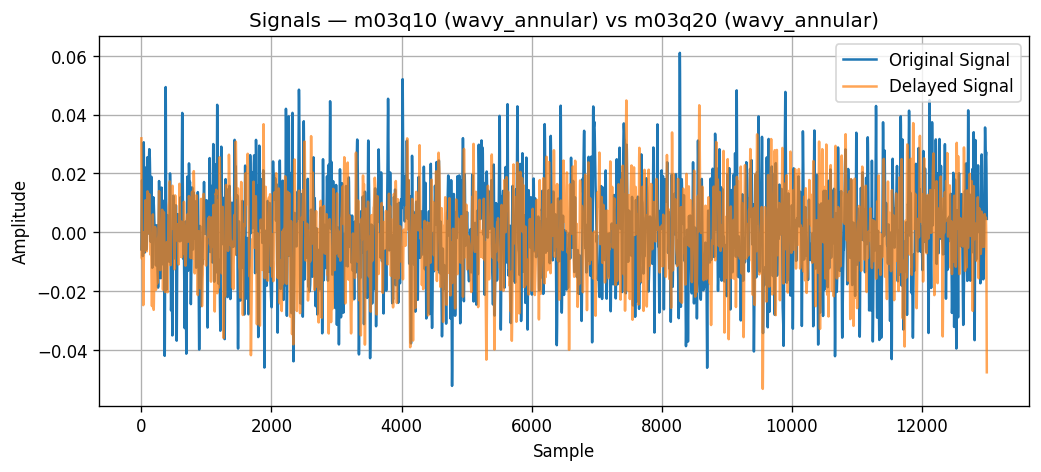 Signals — m03q10 (wavy_annular) vs m03q20 (wavy_annular)
Original Signal
Delayed Signal
Amplitude
0.06
0.04
0.02
0.00
−0.02
−0.04
0 2000 4000 6000 8000 10000 12000
Sample